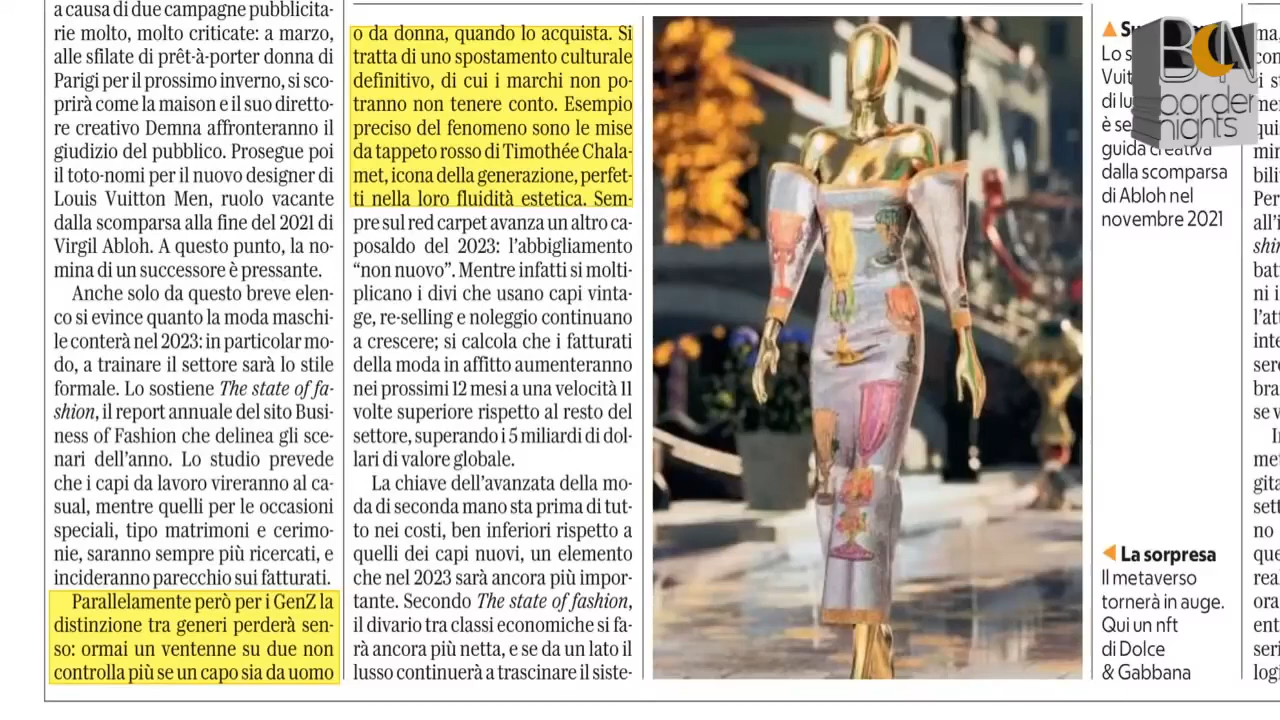 a causa di due campagne pubblicita-
rie molto, molto criticate: a marzo,
alle sfilate di prêt-à-porter donna di
Parigi per il prossimo inverno, si sco-
prirà come la maison e il suo diretto-
re creativo Demna affronteranno il
giudizio del pubblico. Prosegue poi
il toto-nomi per il nuovo designer di
Louis Vuitton Men, ruolo vacante
dalla scomparsa alla fine del 2021 di
Virgil Abloh. A questo punto, la no-
mina di un successore è pressante.
Anche solo da questo breve elen-
co si evince quanto la moda maschi-
le conterà nel 2023: in particolar mo-
do, a trainare il settore sarà lo stile
formale. Lo sostiene The state of fa-
shion, il report annuale del sito Busi-
ness of Fashion che delinea gli sce-
nari dell'anno. Lo studio prevede
che i capi da lavoro vireranno al ca-
sual, mentre quelli per le occasioni
speciali, tipo matrimoni e cerimo-
nie, saranno sempre più ricercati, e
incideranno parecchio sui fatturati.
Parallelamente però per i GenZ la
distinzione tra generi perderà sen-
so: ormai un ventenne su due non
controlla più se un capo sia da uomo
o da donna, quando lo acquista. Si
tratta di uno spostamento culturale
definitivo, di cui i marchi non po-
tranno non tenere conto. Esempio
preciso del fenomeno sono le mise
da tappeto rosso di Timothée Chala-
met, icona della generazione, perfet-
ti nella loro fluidità estetica. Sem-
pre sul red carpet avanza un altro ca-
posaldo del 2023: l'abbigliamento
"non nuovo". Mentre infatti si molti-
plicano i divi che usano capi vinta-
ge, re-selling e noleggio continuano
a crescere; si calcola che i fatturati
della moda in affitto aumenteranno
nei prossimi 12 mesi a una velocità 11
volte superiore rispetto al resto del
settore, superando i 5 miliardi di dol-
lari di valore globale.
La chiave dell'avanzata della mo-
da di seconda mano sta prima di tut-
to nei costi, ben inferiori rispetto a
quelli dei capi nuovi, un elemento
che nel 2023 sarà ancora più impor-
tante. Secondo The state of fashion,
il divario tra classi economiche si fa-
rà ancora più netta, e se da un lato il
lusso continuerà a trascinare il siste-
Lo s
Vuit
di lu
è se
guida creativa
dalla scomparsa
di Abloh nel
novembre 2021
La sorpresa
Il metaverso
tornerà in auge.
Qui un nft
di Dolce
& Gabbana
border
nights